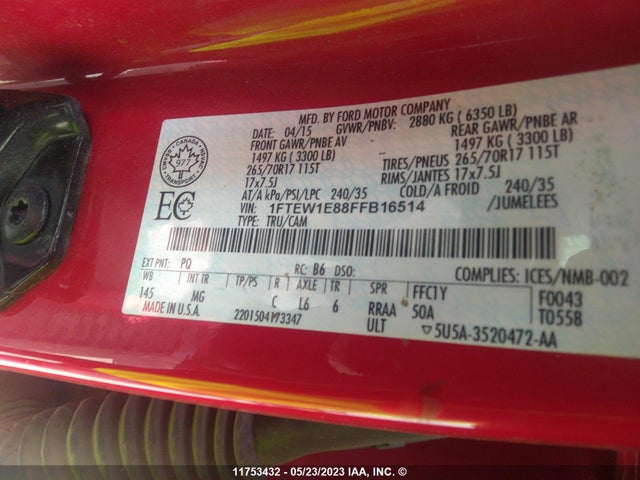 MFD. BY FORD MOTOR COMPANY
DATE: 04/15 GVWR/PNBV: 2880 KG (6350 LB)
FRONT GAWR/PNBE AV REAR GAWR/PNBE AR
1497 KG (3300 LB) 1497 KG (3300 LB)
265/70R17 115T TIRES/PNEUS 265/70R17 115T
17x7.5J RIMS/JANTES 17x7.5J
AT/A kPa/PSI/LPC 240/35 COLD/A FROID 240/35
VIN: 1FTEW1E88FFB16514 /JUMELEES
TYPE: TRU/CAM
CANADA
977
TRANSPORT
EC
EXT PNT: PQ RC: B6 DSO: COMPLIES: ICES/NMB-002
WB INT TR TP/PS R AXLE TR SPR FFC1Y F0043
145 MG C L6 6 RRAA 50A T0558
MADE IN U.S.A. 2201504173347 ULT 5U5A-3520472-AA
11753432 - 05/23/2023 IAA, INC. ©